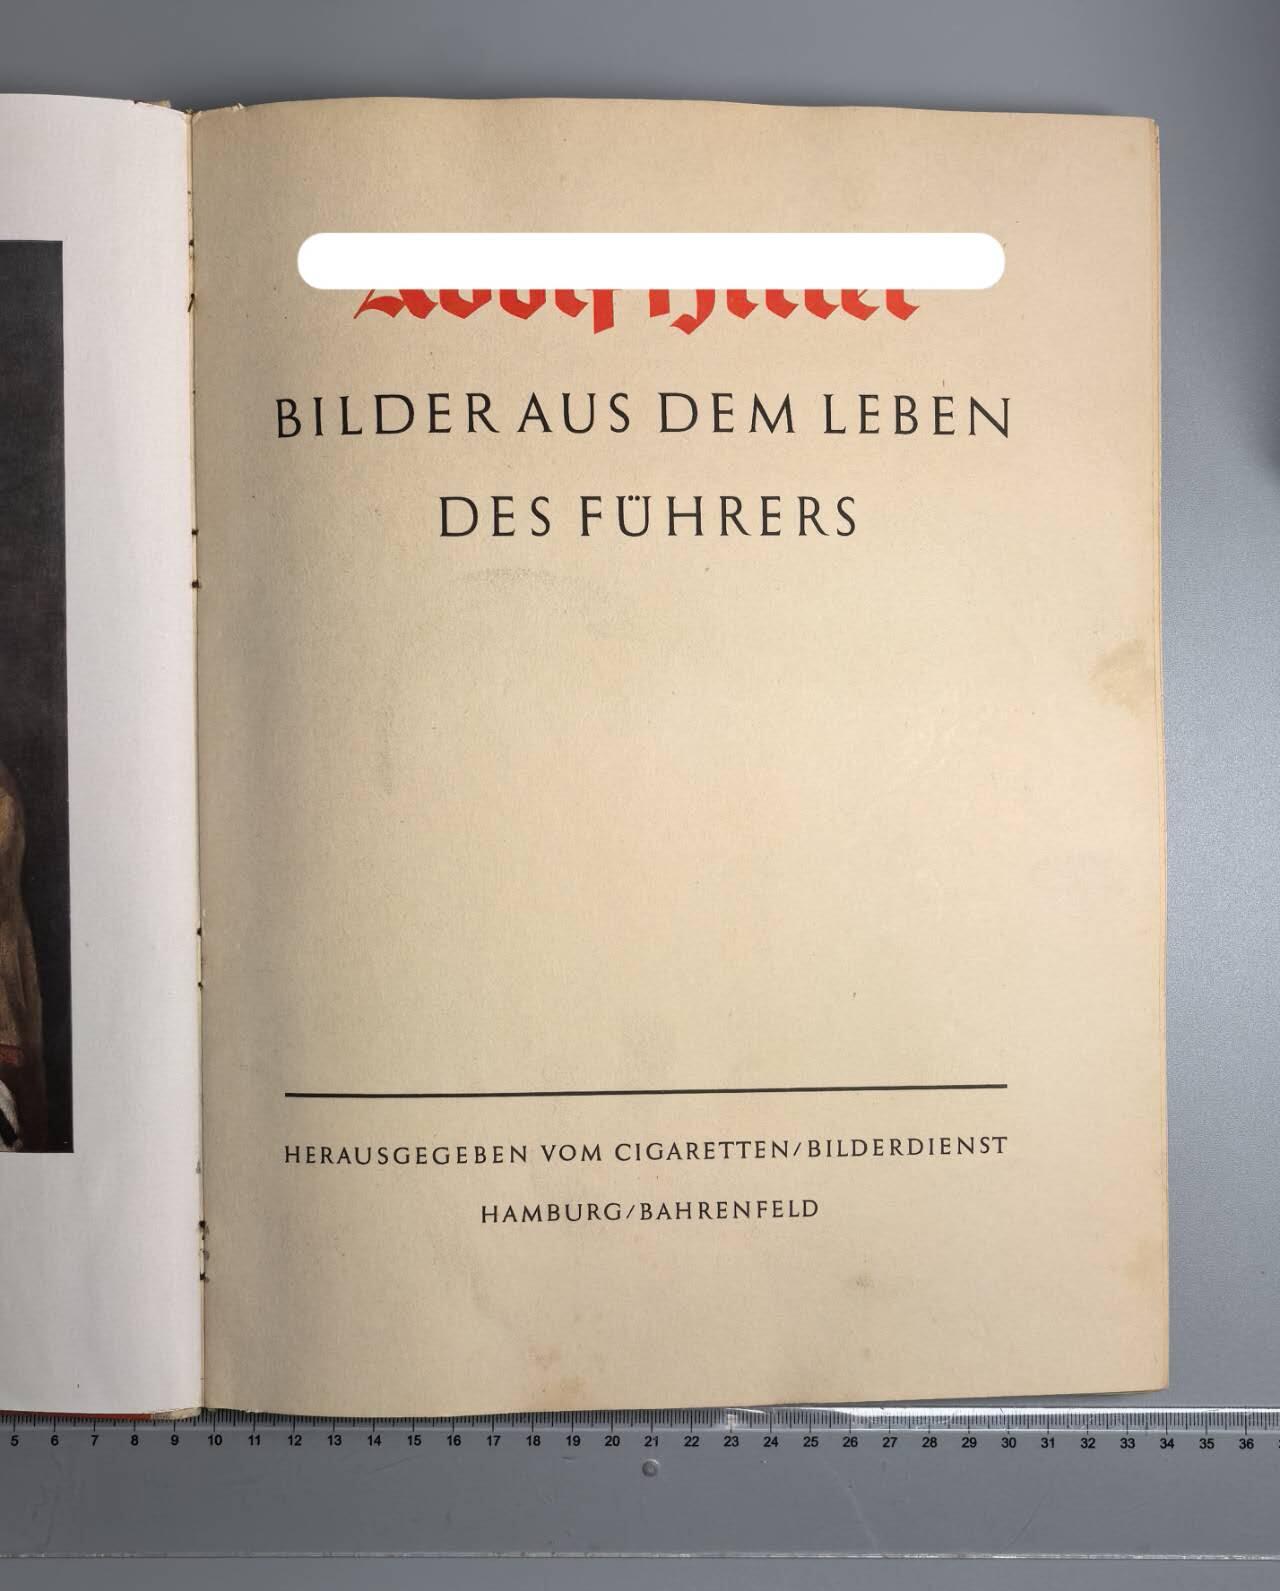 Adolf Hitler
BILDER AUS DEM LEBEN
DES FÜHRERS
HERAUSGEGEBEN VOM CIGARETTEN/BILDERDIENST
HAMBURG/BAHRENFELD
5 6 7 8 9 10 11 12 13 14 15 16 17 18 19 20 21 22 23 24 25 26 27 28 29 30 31 32 33 34 35 36